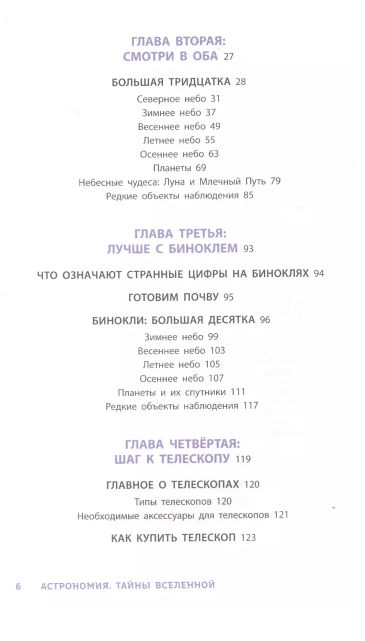 ГЛАВА ВТОРАЯ:
СМОТРИ В ОБА 27
БОЛЬШАЯ ТРИДЦАТКА 28
Северное небо 31
Зимнее небо 37
Весеннее небо 49
Летнее небо 55
Осеннее небо 63
Планеты 69
Небесные чудеса: Луна и Млечный Путь 79
Редкие объекты наблюдения 85
ГЛАВА ТРЕТЬЯ:
ЛУЧШЕ С БИНОКЛЕМ 93
ЧТО ОЗНАЧАЮТ СТРАННЫЕ ЦИФРЫ НА БИНОКЛЯХ 94
ГОТОВИМ ПОЧВУ 95
БИНОКЛИ: БОЛЬШАЯ ДЕСЯТКА 96
Зимнее небо 99
Весеннее небо 103
Летнее небо 105
Осеннее небо 107
Планеты и их спутники 111
Редкие объекты наблюдения 117
ГЛАВА ЧЕТВЁРТАЯ:
ШАГ К ТЕЛЕСКОПУ 119
ГЛАВНОЕ О ТЕЛЕСКОПАХ 120
Типы телескопов 120
Необходимые аксессуары для телескопов 121
КАК КУПИТЬ ТЕЛЕСКОП 123
6 АСТРОНОМИЯ. ТАЙНЫ ВСЕЛЕННОЙ